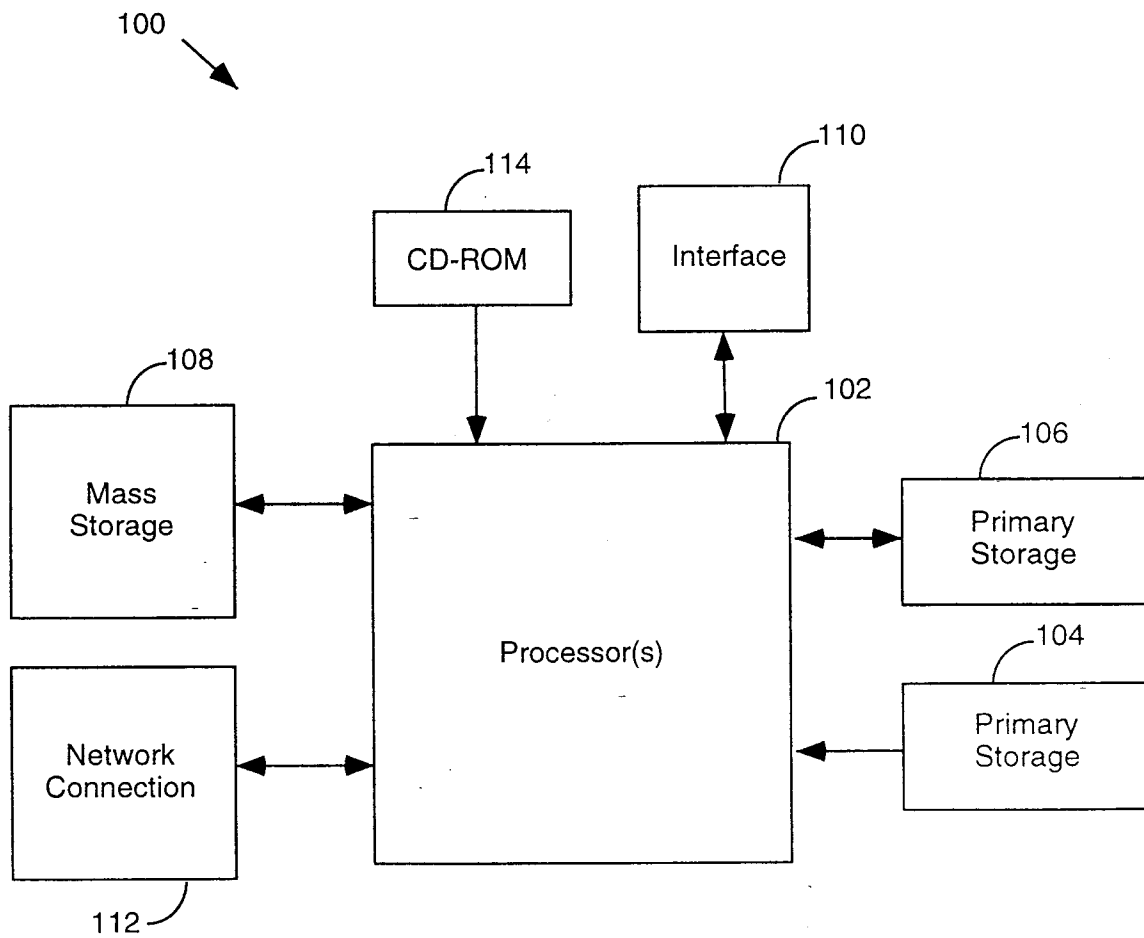 100
110
114
CD-ROM
Interface
108
102
106
Mass
Storage
Primary
Storage
Processor(s)
104
Network
Connection
Primary
Storage
112